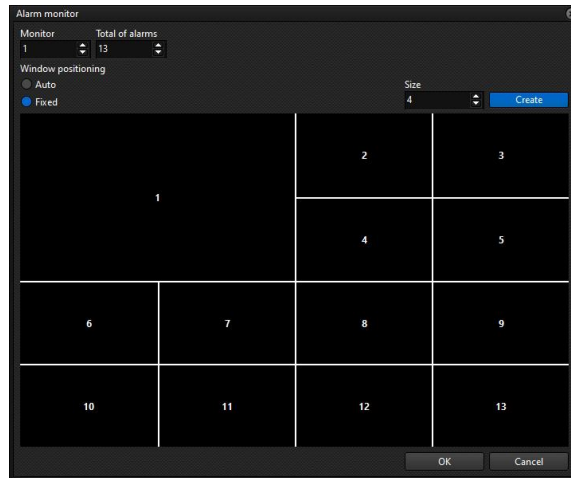 Alarm monitor
Monitor Total of alarms
1 13
Window positioning
Auto
Fixed
Size
4 Create
1
2 3
4 5
6 7 8 9
10 11 12 13
OK Cancel